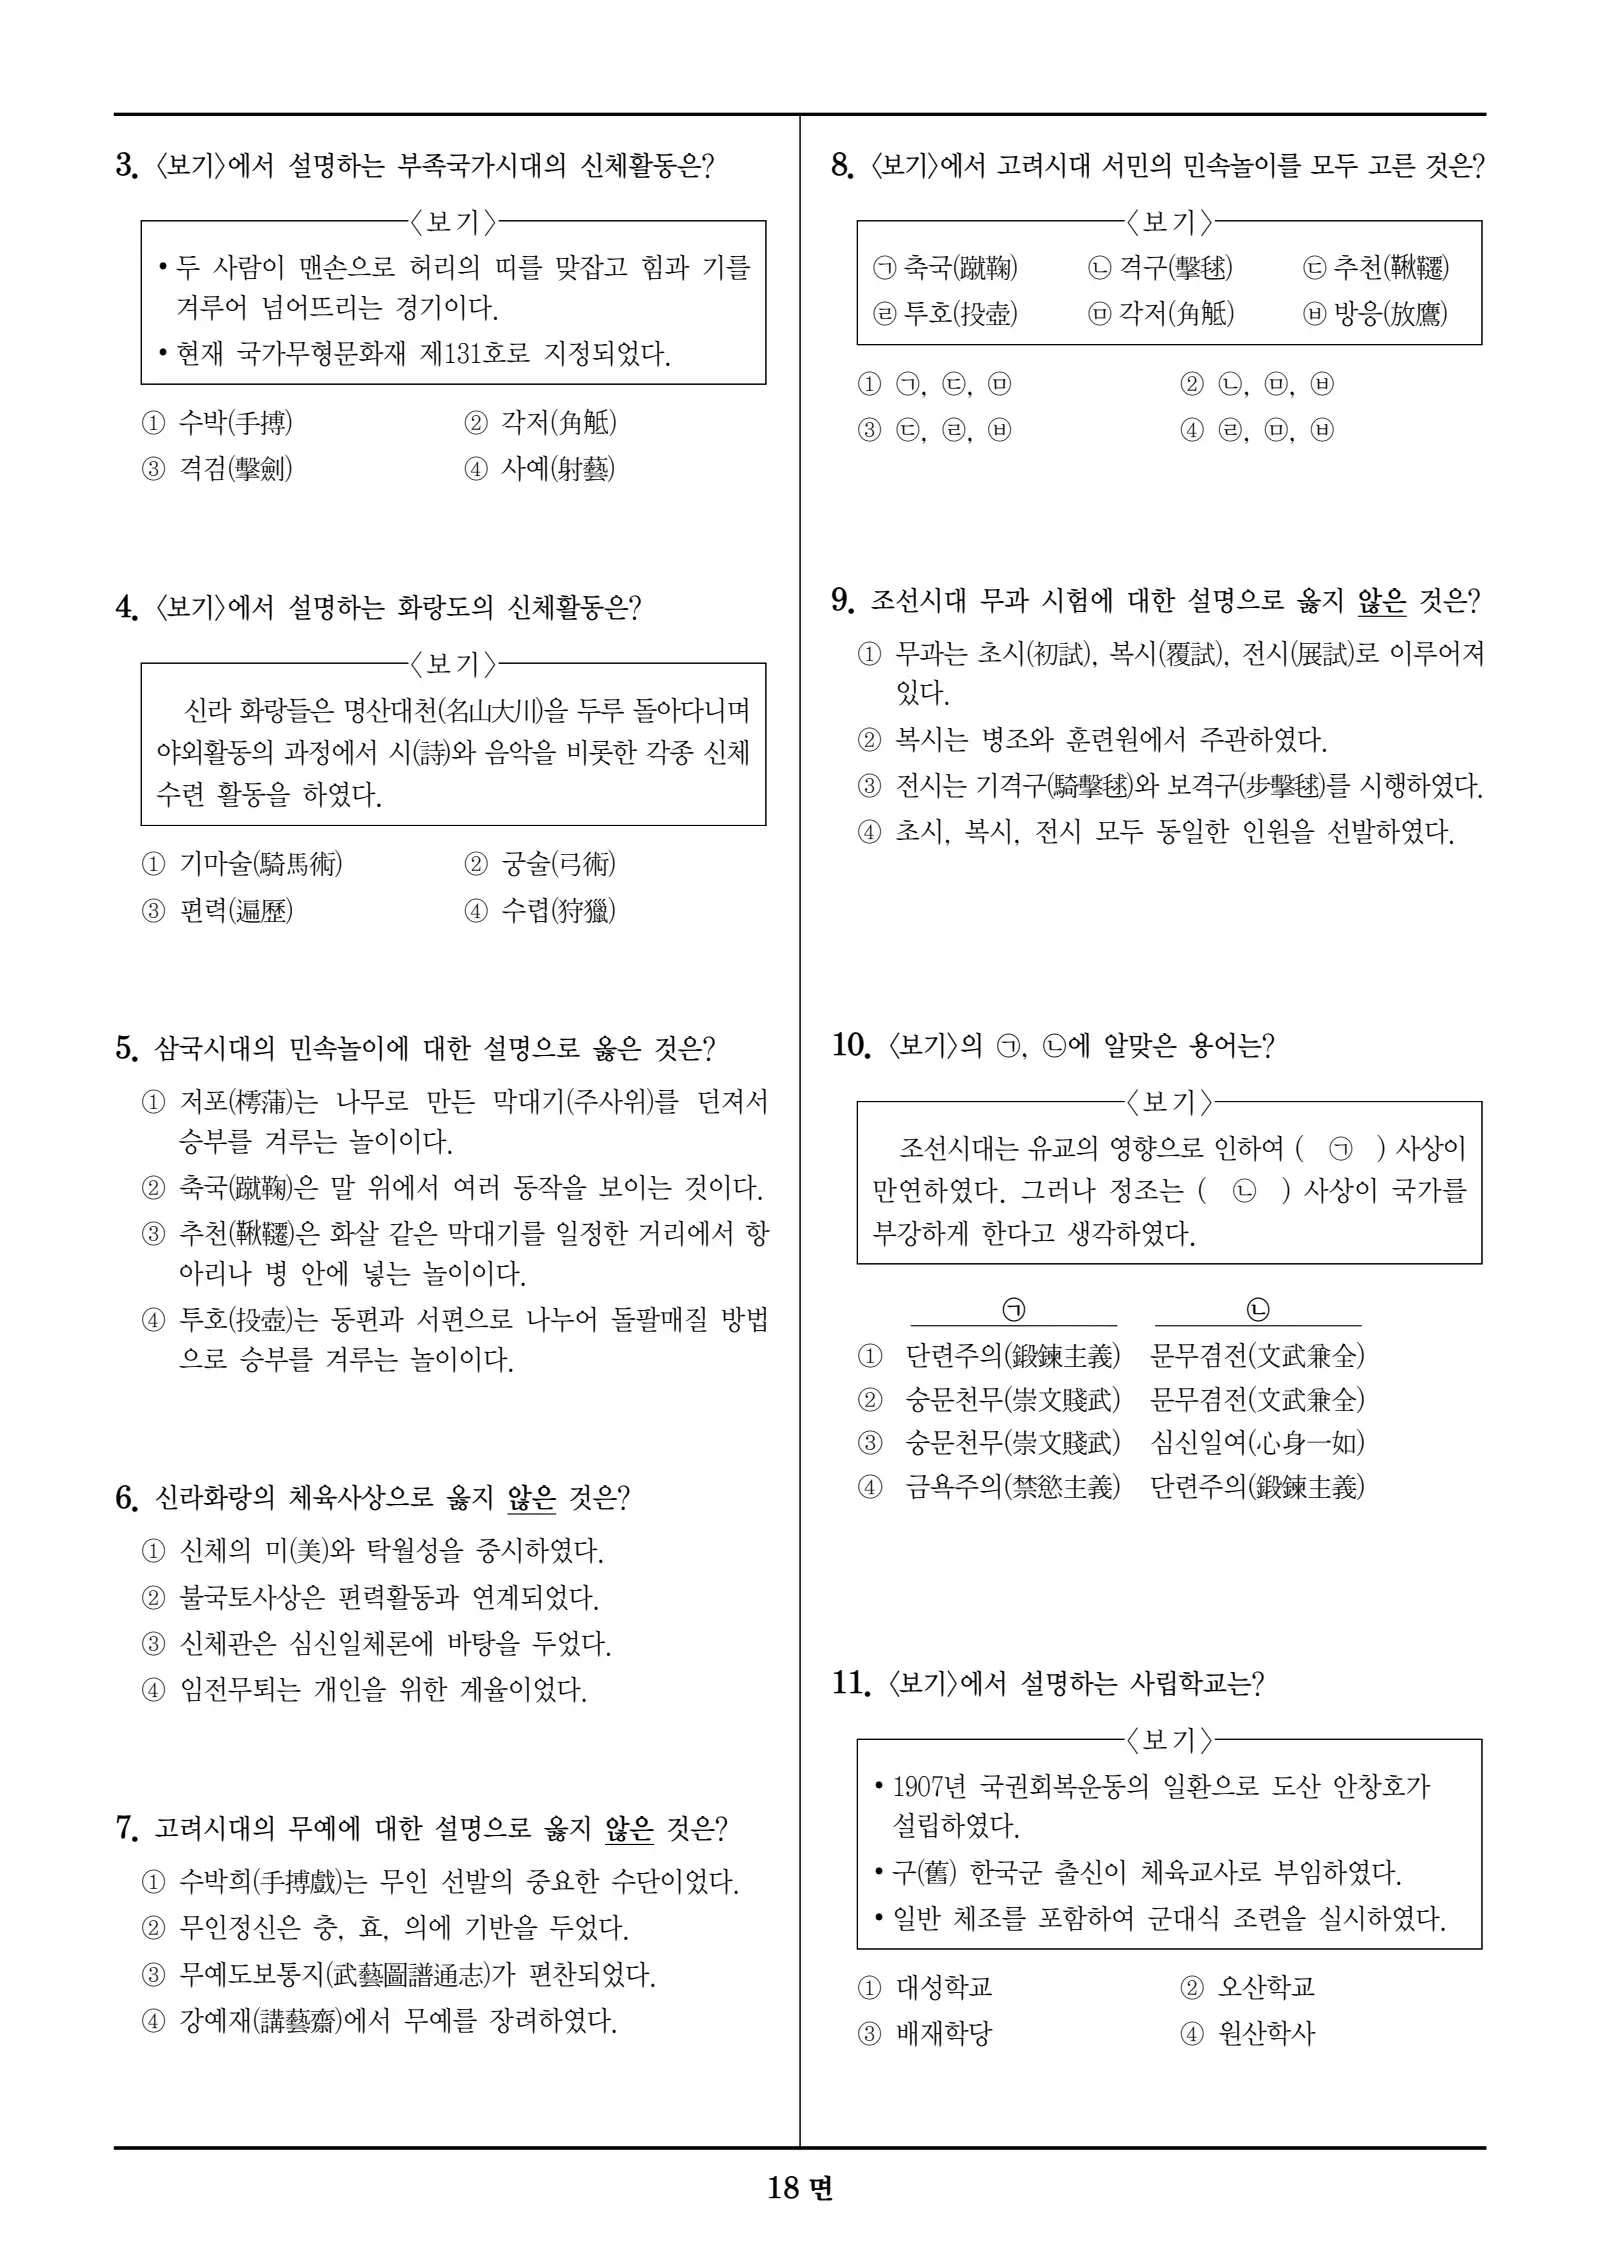 3. 〈보기〉에서 설명하는 부족국가시대의 신체활동은?
〈보기〉
• 두 사람이 맨손으로 허리의 띠를 맞잡고 힘과 기를
겨루어 넘어뜨리는 경기이다.
• 현재 국가무형문화재 제131호로 지정되었다.
① 수박(手搏) ② 각저(角觝)
③ 격검(擊劍) ④ 사예(射藝)
4. 〈보기〉에서 설명하는 화랑도의 신체활동은?
〈보기〉
신라 화랑들은 명산대천(名山大川)을 두루 돌아다니며
야외활동의 과정에서 시(詩)와 음악을 비롯한 각종 신체
수련 활동을 하였다.
① 기마술(騎馬術) ② 궁술(弓術)
③ 편력(遍歷) ④ 수렵(狩獵)
5. 삼국시대의 민속놀이에 대한 설명으로 옳은 것은?
① 저포(樗蒲)는 나무로 만든 막대기(주사위)를 던져서
승부를 겨루는 놀이이다.
② 축국(蹴鞠)은 말 위에서 여러 동작을 보이는 것이다.
③ 추천(鞦韆)은 화살 같은 막대기를 일정한 거리에서 항
아리나 병 안에 넣는 놀이이다.
④ 투호(投壺)는 동편과 서편으로 나누어 돌팔매질 방법
으로 승부를 겨루는 놀이이다.
6. 신라화랑의 체육사상으로 옳지 않은 것은?
① 신체의 미(美)와 탁월성을 중시하였다.
② 불국토사상은 편력활동과 연계되었다.
③ 신체관은 심신일체론에 바탕을 두었다.
④ 임전무퇴는 개인을 위한 계율이었다.
7. 고려시대의 무예에 대한 설명으로 옳지 않은 것은?
① 수박희(手搏戲)는 무인 선발의 중요한 수단이었다.
② 무인정신은 충, 효, 의에 기반을 두었다.
③ 무예도보통지(武藝圖譜通志)가 편찬되었다.
④ 강예재(講藝齋)에서 무예를 장려하였다.
8. 〈보기〉에서 고려시대 서민의 민속놀이를 모두 고른 것은?
〈보기〉
㉠ 축국(蹴鞠) ㉡ 격구(擊毬) ㉢ 추천(鞦韆)
㉣ 투호(投壺) ㉤ 각저(角觝) ㉥ 방응(放鷹)
① ㉠, ㉢, ㉤ ② ㉡, ㉤, ㉥
③ ㉢, ㉣, ㉥ ④ ㉣, ㉤, ㉥
9. 조선시대 무과 시험에 대한 설명으로 옳지 않은 것은?
① 무과는 초시(初試), 복시(覆試), 전시(展試)로 이루어져
있다.
② 복시는 병조와 훈련원에서 주관하였다.
③ 전시는 기격구(騎擊毬)와 보격구(步擊毬)를 시행하였다.
④ 초시, 복시, 전시 모두 동일한 인원을 선발하였다.
10. 〈보기〉의 ㉠, ㉡에 알맞은 용어는?
〈보기〉
조선시대는 유교의 영향으로 인하여 ( ㉠ ) 사상이
만연하였다. 그러나 정조는 ( ㉡ ) 사상이 국가를
부강하게 한다고 생각하였다.
㉠ ㉡
① 단련주의(鍛鍊主義) 문무겸전(文武兼全)
② 숭문천무(崇文賤武) 문무겸전(文武兼全)
③ 숭문천무(崇文賤武) 심신일여(心身一如)
④ 금욕주의(禁慾主義) 단련주의(鍛鍊主義)
11. 〈보기〉에서 설명하는 사립학교는?
〈보기〉
• 1907년 국권회복운동의 일환으로 도산 안창호가
설립하였다.
• 구(舊) 한국군 출신이 체육교사로 부임하였다.
• 일반 체조를 포함하여 군대식 조련을 실시하였다.
① 대성학교 ② 오산학교
③ 배재학당 ④ 원산학사
18 면